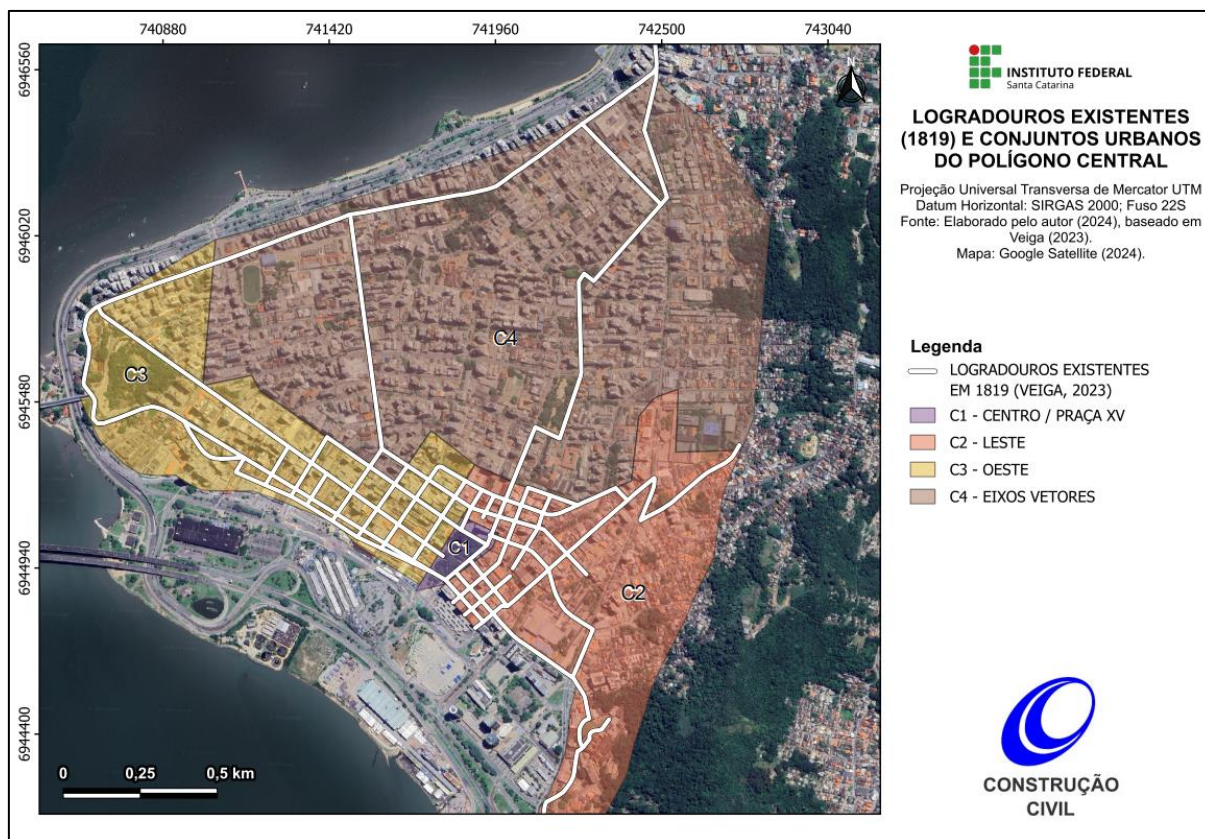 740880 741420 741960 742500 743040
6946560
6946020
6945480
6944940
6944400
N
C4
C3
C1
C2
0 0,25 0,5 km
INSTITUTO FEDERAL
Santa Catarina
LOGRADOUROS EXISTENTES
(1819) E CONJUNTOS URBANOS
DO POLÍGONO CENTRAL
Projeção Universal Transversa de Mercator UTM
Datum Horizontal: SIRGAS 2000; Fuso 22S
Fonte: Elaborado pelo autor (2024), baseado em
Veiga (2023).
Mapa: Google Satellite (2024).
Legenda
LOGRADOUROS EXISTENTES
EM 1819 (VEIGA, 2023)
C1 - CENTRO / PRAÇA XV
C2 - LESTE
C3 - OESTE
C4 - EIXOS VETORES
CONSTRUÇÃO
CIVIL